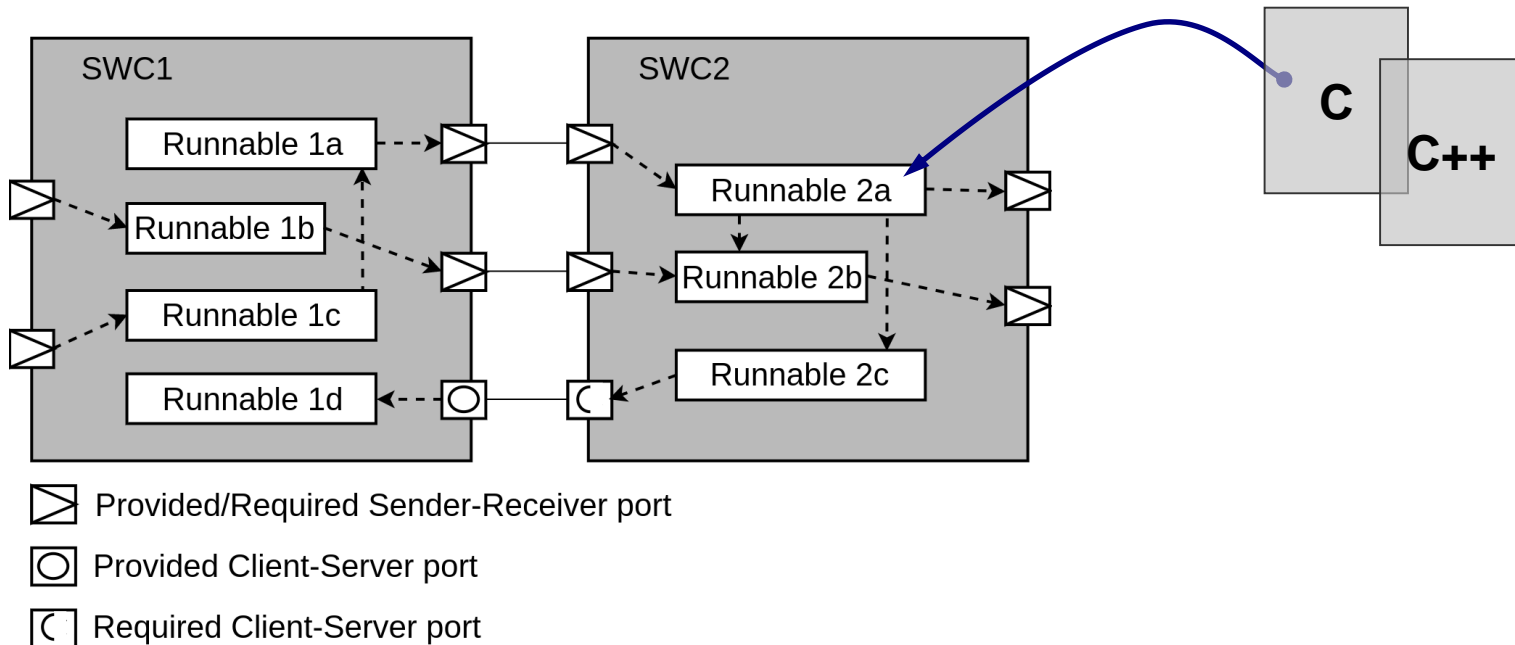 SWC1
SWC2
C
C++
Runnable 1a
Runnable 1b
Runnable 1c
Runnable 1d
Runnable 2a
Runnable 2b
Runnable 2c
Provided/Required Sender-Receiver port
Provided Client-Server port
Required Client-Server port